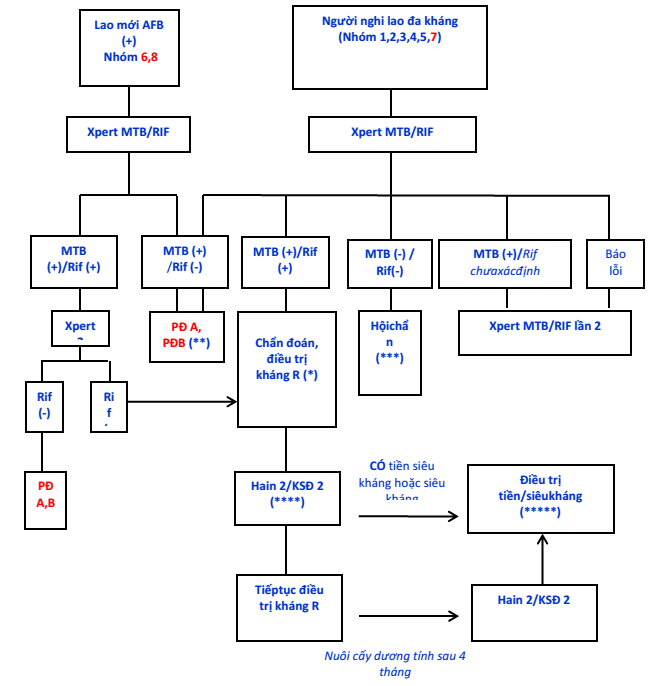 Lao mới AFB
(+)
Nhóm 6,8
Người nghi lao đa kháng
(Nhóm 1,2,3,4,5,7)
Xpert MTB/RIF
Xpert MTB/RIF
MTB
(+)/Rif (+)
MTB (+)
/Rif (-)
MTB (+)/Rif
(+)
MTB (-) /
Rif(-)
MTB (+)/Rif
chưaxácđịnh
Báo
lỗi
Xpert
PĐ A,
PĐB (**)
Chẩn đoán,
điều trị
kháng R (*)
Hộichẩ
n
(***)
Xpert MTB/RIF lần 2
Rif
(-)
Ri
f
PĐ
A,B
Hain 2/KSĐ 2
(****)
CÓ tiền siêu
kháng hoặc siêu
kháng
Điều trị
tiền/siêukháng
(*****)
Tiếptục điều
trị kháng R
Hain 2/KSĐ 2
Nuôi cấy dương tính sau 4
tháng